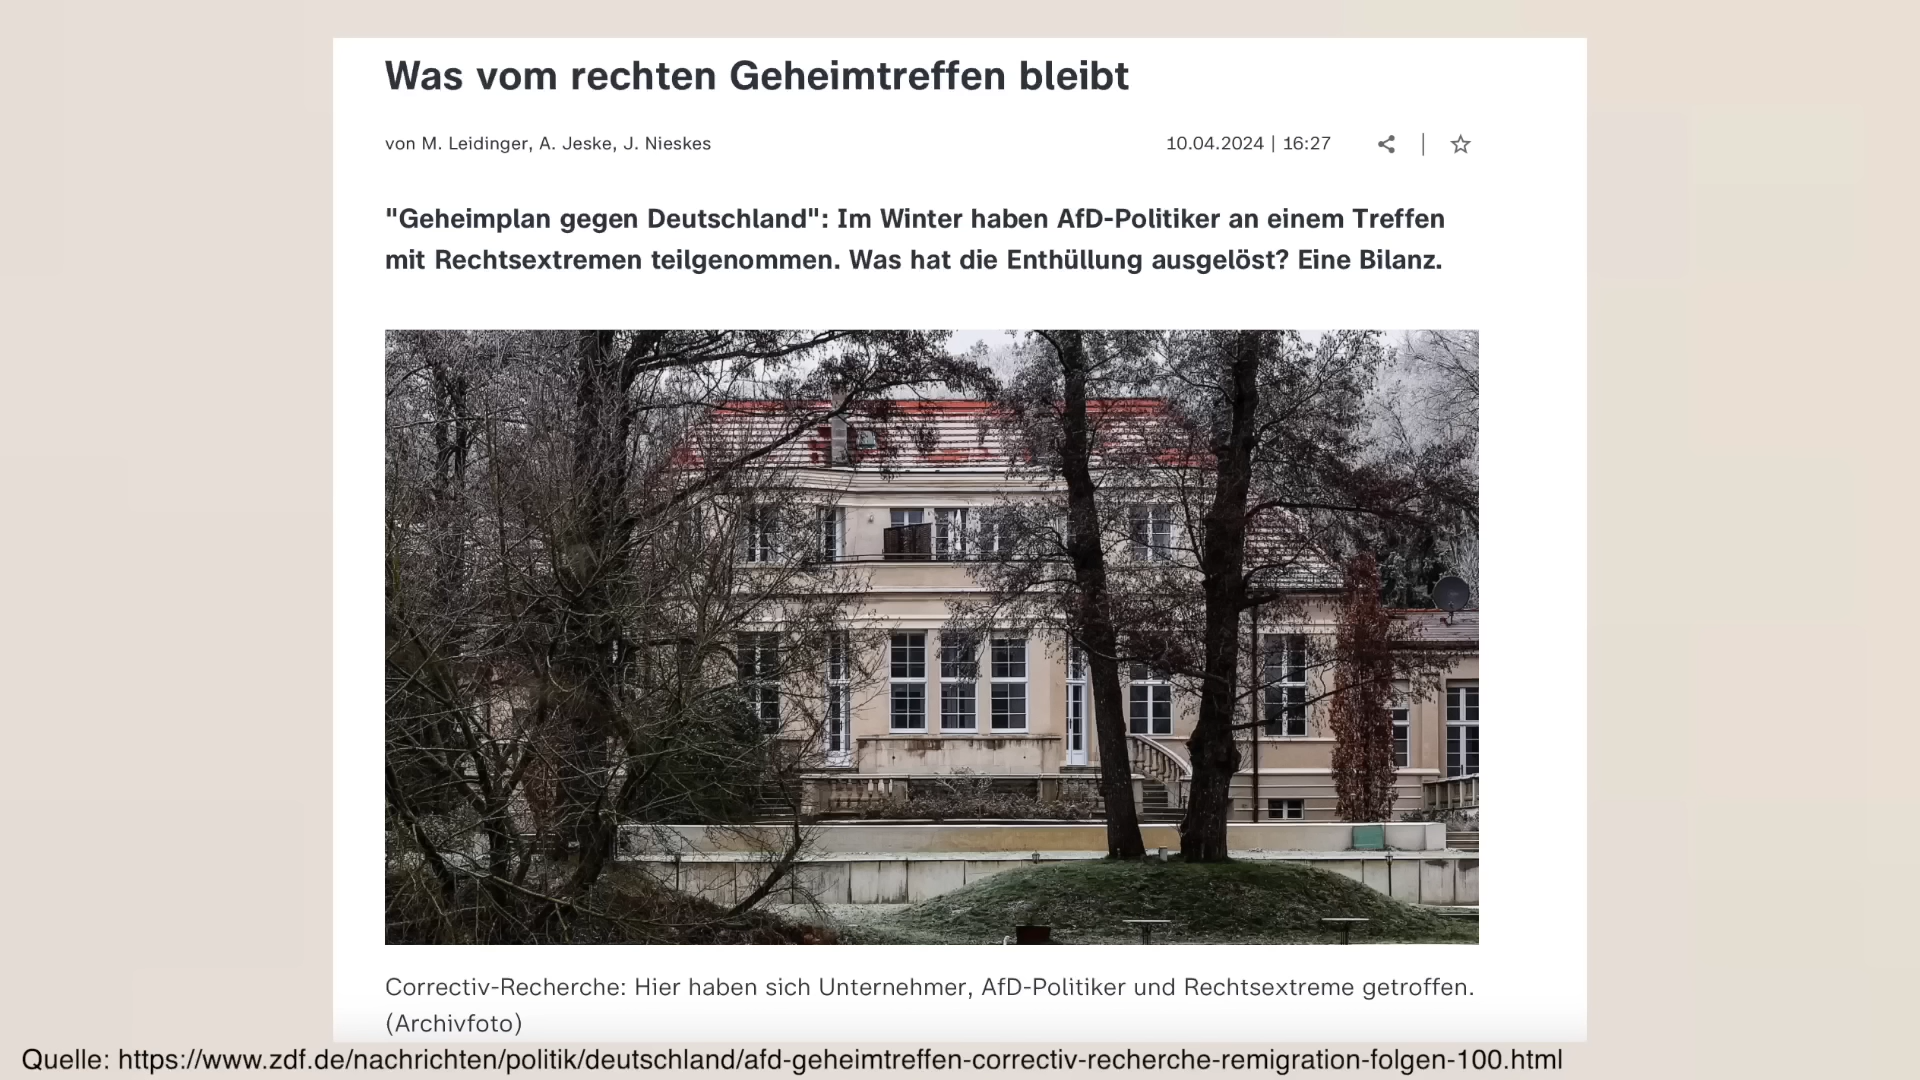 Was vom rechten Geheimtreffen bleibt
von M. Leidinger, A. Jeske, J. Nieskes
10.04.2024 | 16:27
"Geheimplan gegen Deutschland": Im Winter haben AfD-Politiker an einem Treffen
mit Rechtsextremen teilgenommen. Was hat die Enthüllung ausgelöst? Eine Bilanz.
Correctiv-Recherche: Hier haben sich Unternehmer, AfD-Politiker und Rechtsextreme getroffen.
(Archivfoto)
Quelle: https://www.zdf.de/nachrichten/politik/deutschland/afd-geheimtreffen-correctiv-recherche-remigration-folgen-100.html